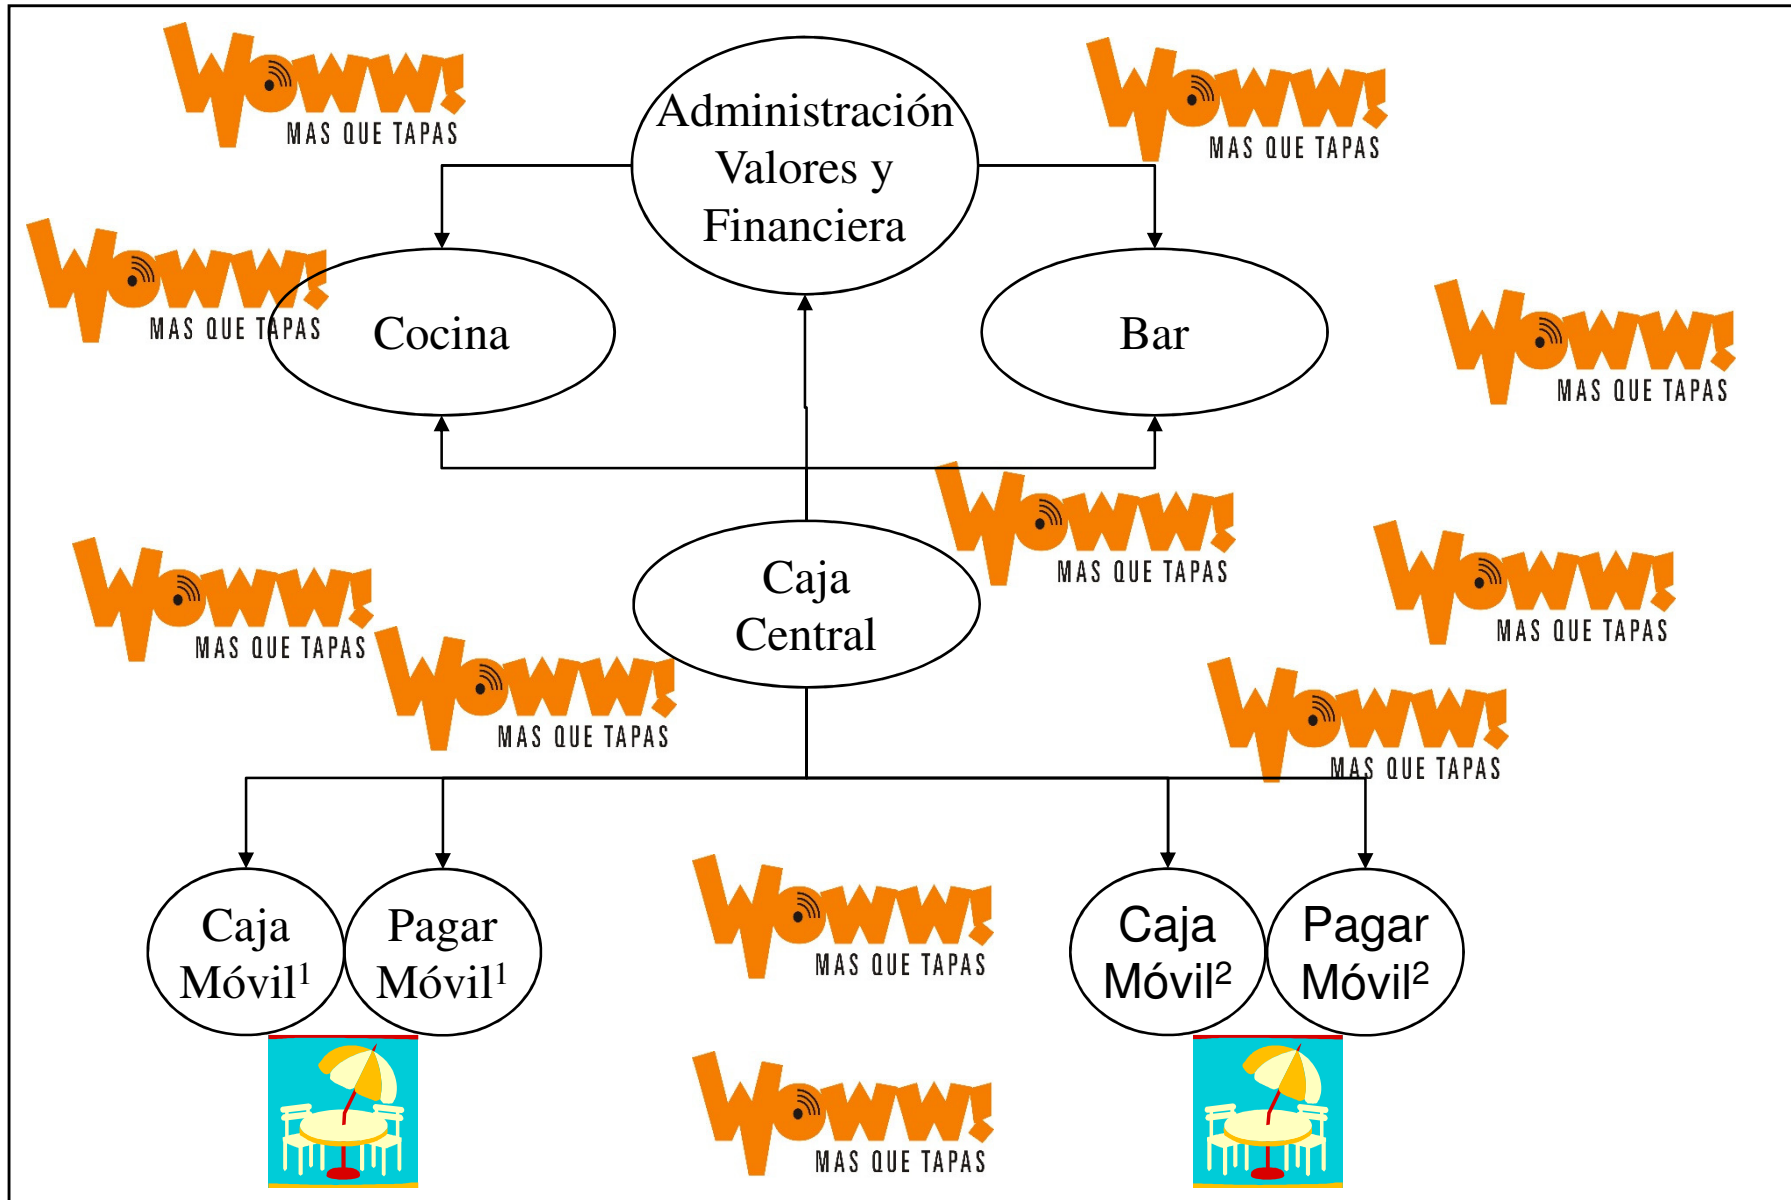 Woww!
MAS QUE TAPAS
Administración
Valores y
Financiera
Woww!
MAS QUE TAPAS
Woww!
MAS QUE TAPAS
Cocina
Bar
Woww!
MAS QUE TAPAS
Woww!
MAS QUE TAPAS
Woww!
MAS QUE TAPAS
Caja
Central
Woww!
MAS QUE TAPAS
Woww!
MAS QUE TAPAS
Woww!
MAS QUE TAPAS
Caja
Móvil¹
Pagar
Móvil¹
Woww!
MAS QUE TAPAS
Caja
Móvil²
Pagar
Móvil²
Woww!
MAS QUE TAPAS